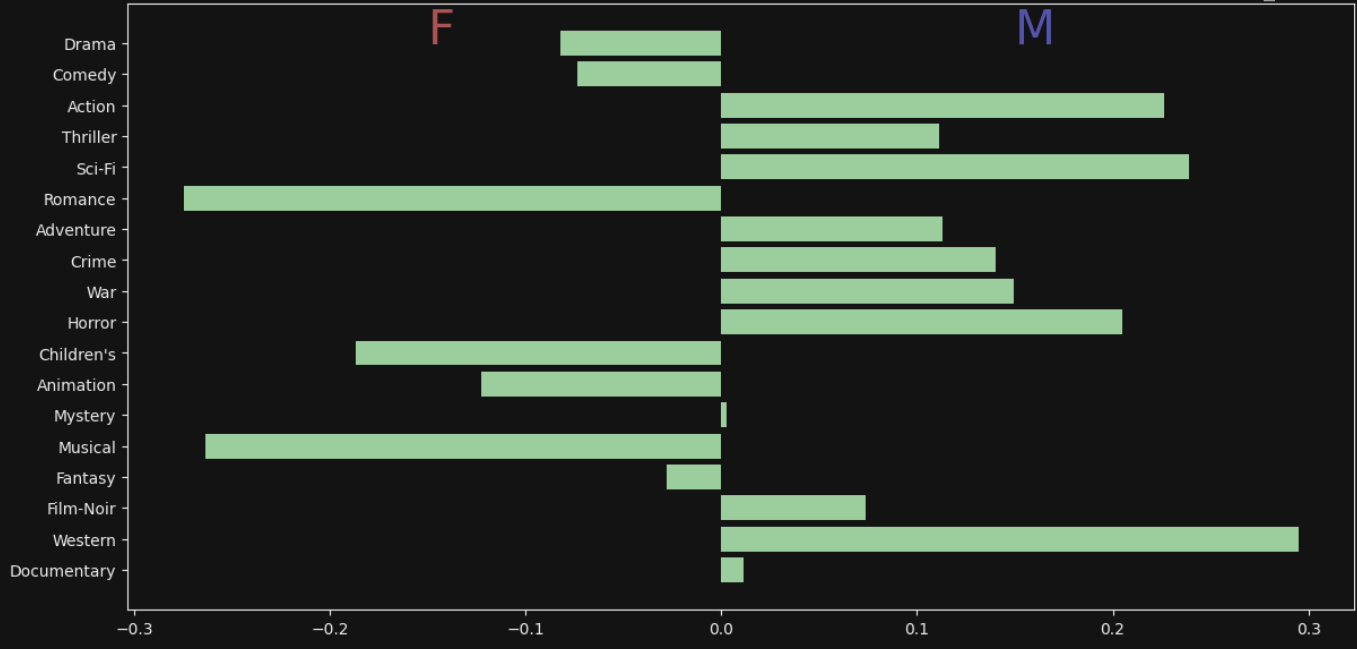 F M
Drama
Comedy
Action
Thriller
Sci-Fi
Romance
Adventure
Crime
War
Horror
Children's
Animation
Mystery
Musical
Fantasy
Film-Noir
Western
Documentary
−0.3 −0.2 −0.1 0.0 0.1 0.2 0.3